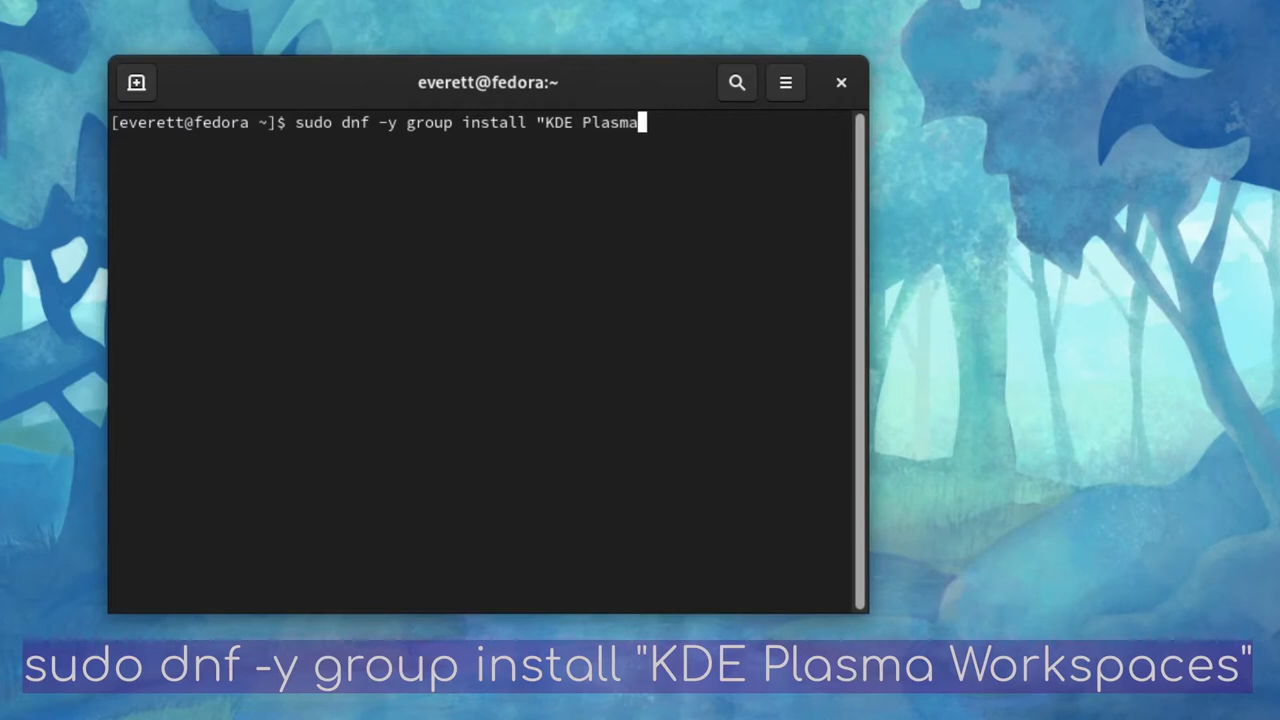 everett@fedora:~
[everett@fedora ~]$ sudo dnf -y group install "KDE Plasma
sudo dnf -y group install "KDE Plasma Workspaces"